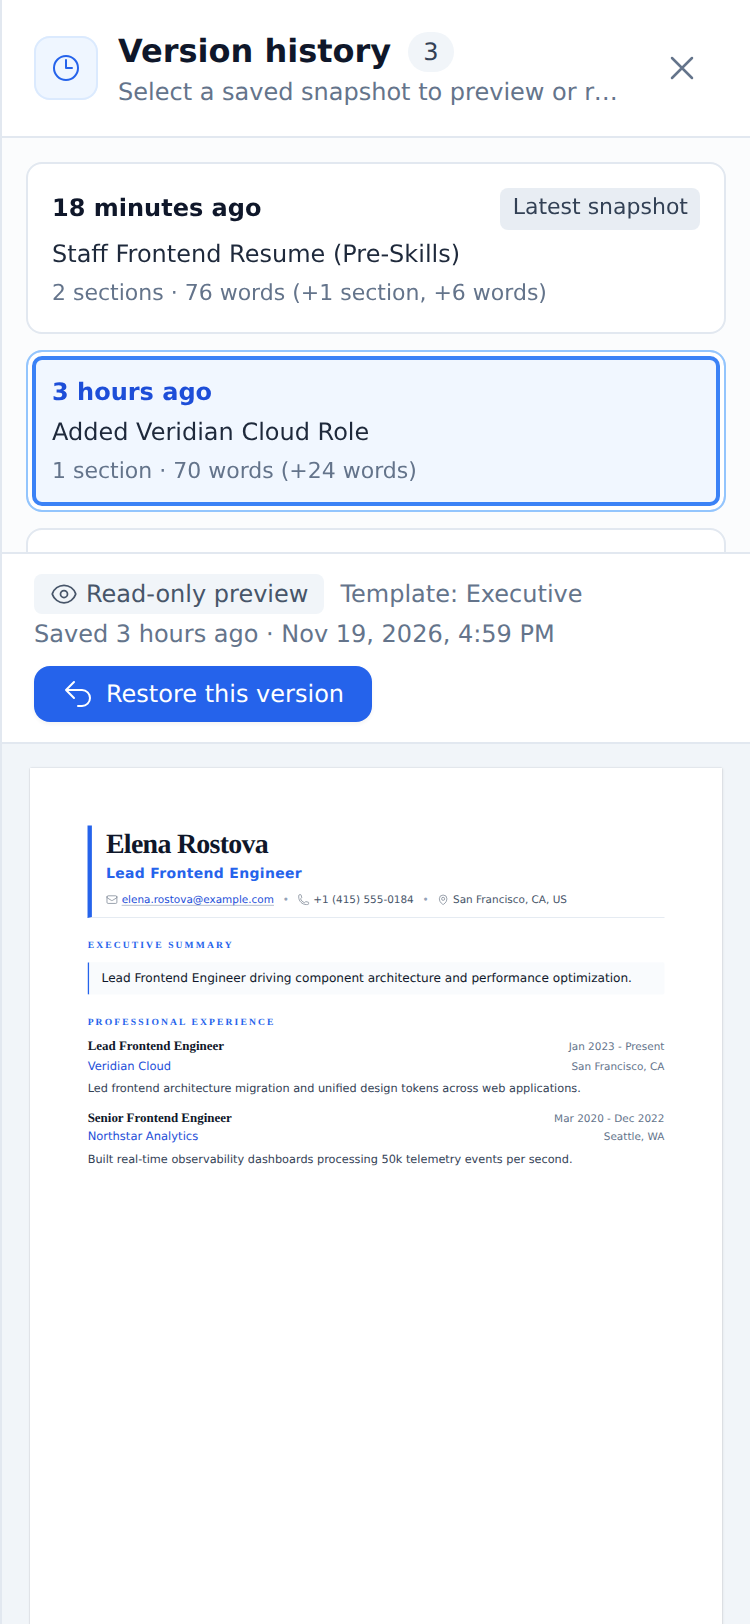 Version history 3
Select a saved snapshot to preview or r...
18 minutes ago Latest snapshot
Staff Frontend Resume (Pre-Skills)
2 sections · 76 words (+1 section, +6 words)
3 hours ago
Added Veridian Cloud Role
1 section · 70 words (+24 words)
Read-only preview Template: Executive
Saved 3 hours ago · Nov 19, 2026, 4:59 PM
Restore this version
Elena Rostova
Lead Frontend Engineer
elena.rostova@example.com • +1 (415) 555-0184 • San Francisco, CA, US
EXECUTIVE SUMMARY
Lead Frontend Engineer driving component architecture and performance optimization.
PROFESSIONAL EXPERIENCE
Lead Frontend Engineer Jan 2023 - Present
Veridian Cloud San Francisco, CA
Led frontend architecture migration and unified design tokens across web applications.
Senior Frontend Engineer Mar 2020 - Dec 2022
Northstar Analytics Seattle, WA
Built real-time observability dashboards processing 50k telemetry events per second.